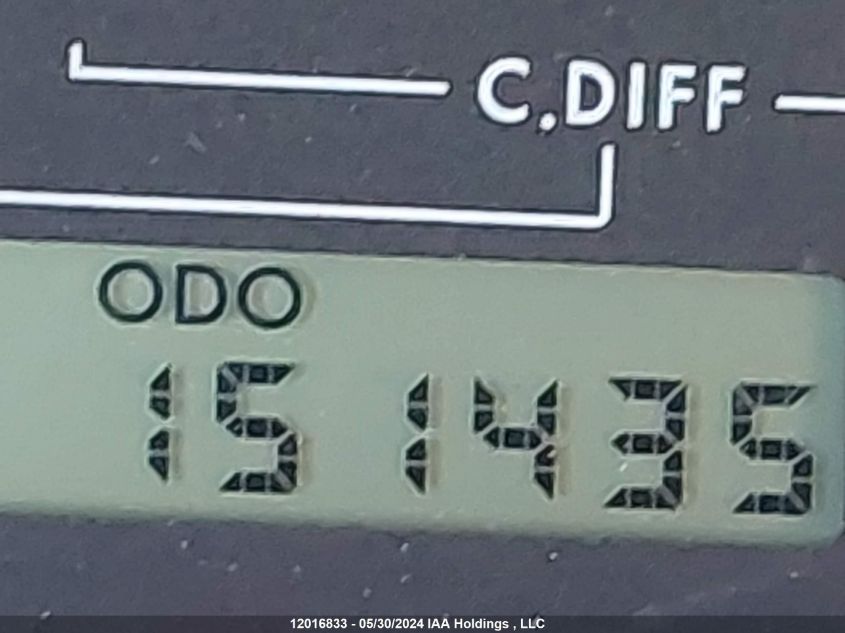 C.DIFF
ODO
151435
12016833 - 05/30/2024 IAA Holdings , LLC